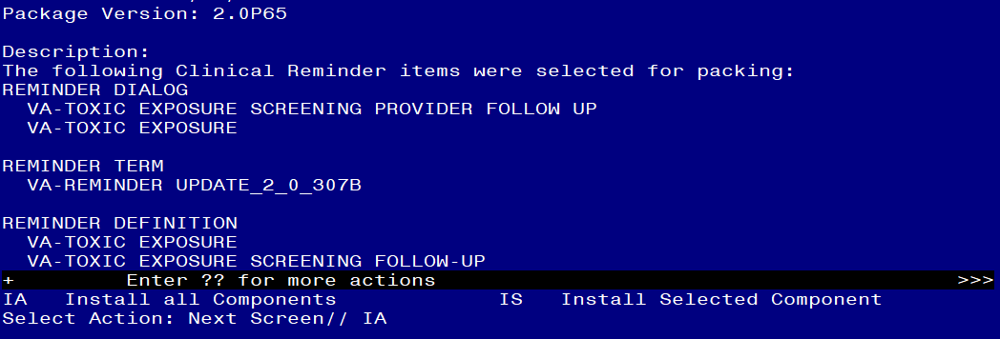 Package Version: 2.0P65
Description:
The following Clinical Reminder items were selected for packing:
REMINDER DIALOG
VA-TOXIC EXPOSURE SCREENING PROVIDER FOLLOW UP
VA-TOXIC EXPOSURE
REMINDER TERM
VA-REMINDER UPDATE_2_0_307B
REMINDER DEFINITION
VA-TOXIC EXPOSURE
VA-TOXIC EXPOSURE SCREENING FOLLOW-UP
+ Enter ?? for more actions >>>
IA Install all Components IS Install Selected Component
Select Action: Next Screen// IA